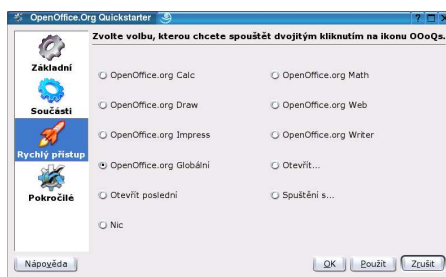 OpenOffice.Org Quickstarter
Zvolte volbu, kterou chcete spouštět dvojitým kliknutím na ikonu OOoQs.
Základní
Součásti
Rychlý přístup
Pokročilé
OpenOffice.org Calc
OpenOffice.org Math
OpenOffice.org Draw
OpenOffice.org Web
OpenOffice.org Impress
OpenOffice.org Writer
OpenOffice.org Globální
Otevřít...
Otevřít poslední
Spuštění s...
Nic
Nápověda
OK
Použít
Zrušit